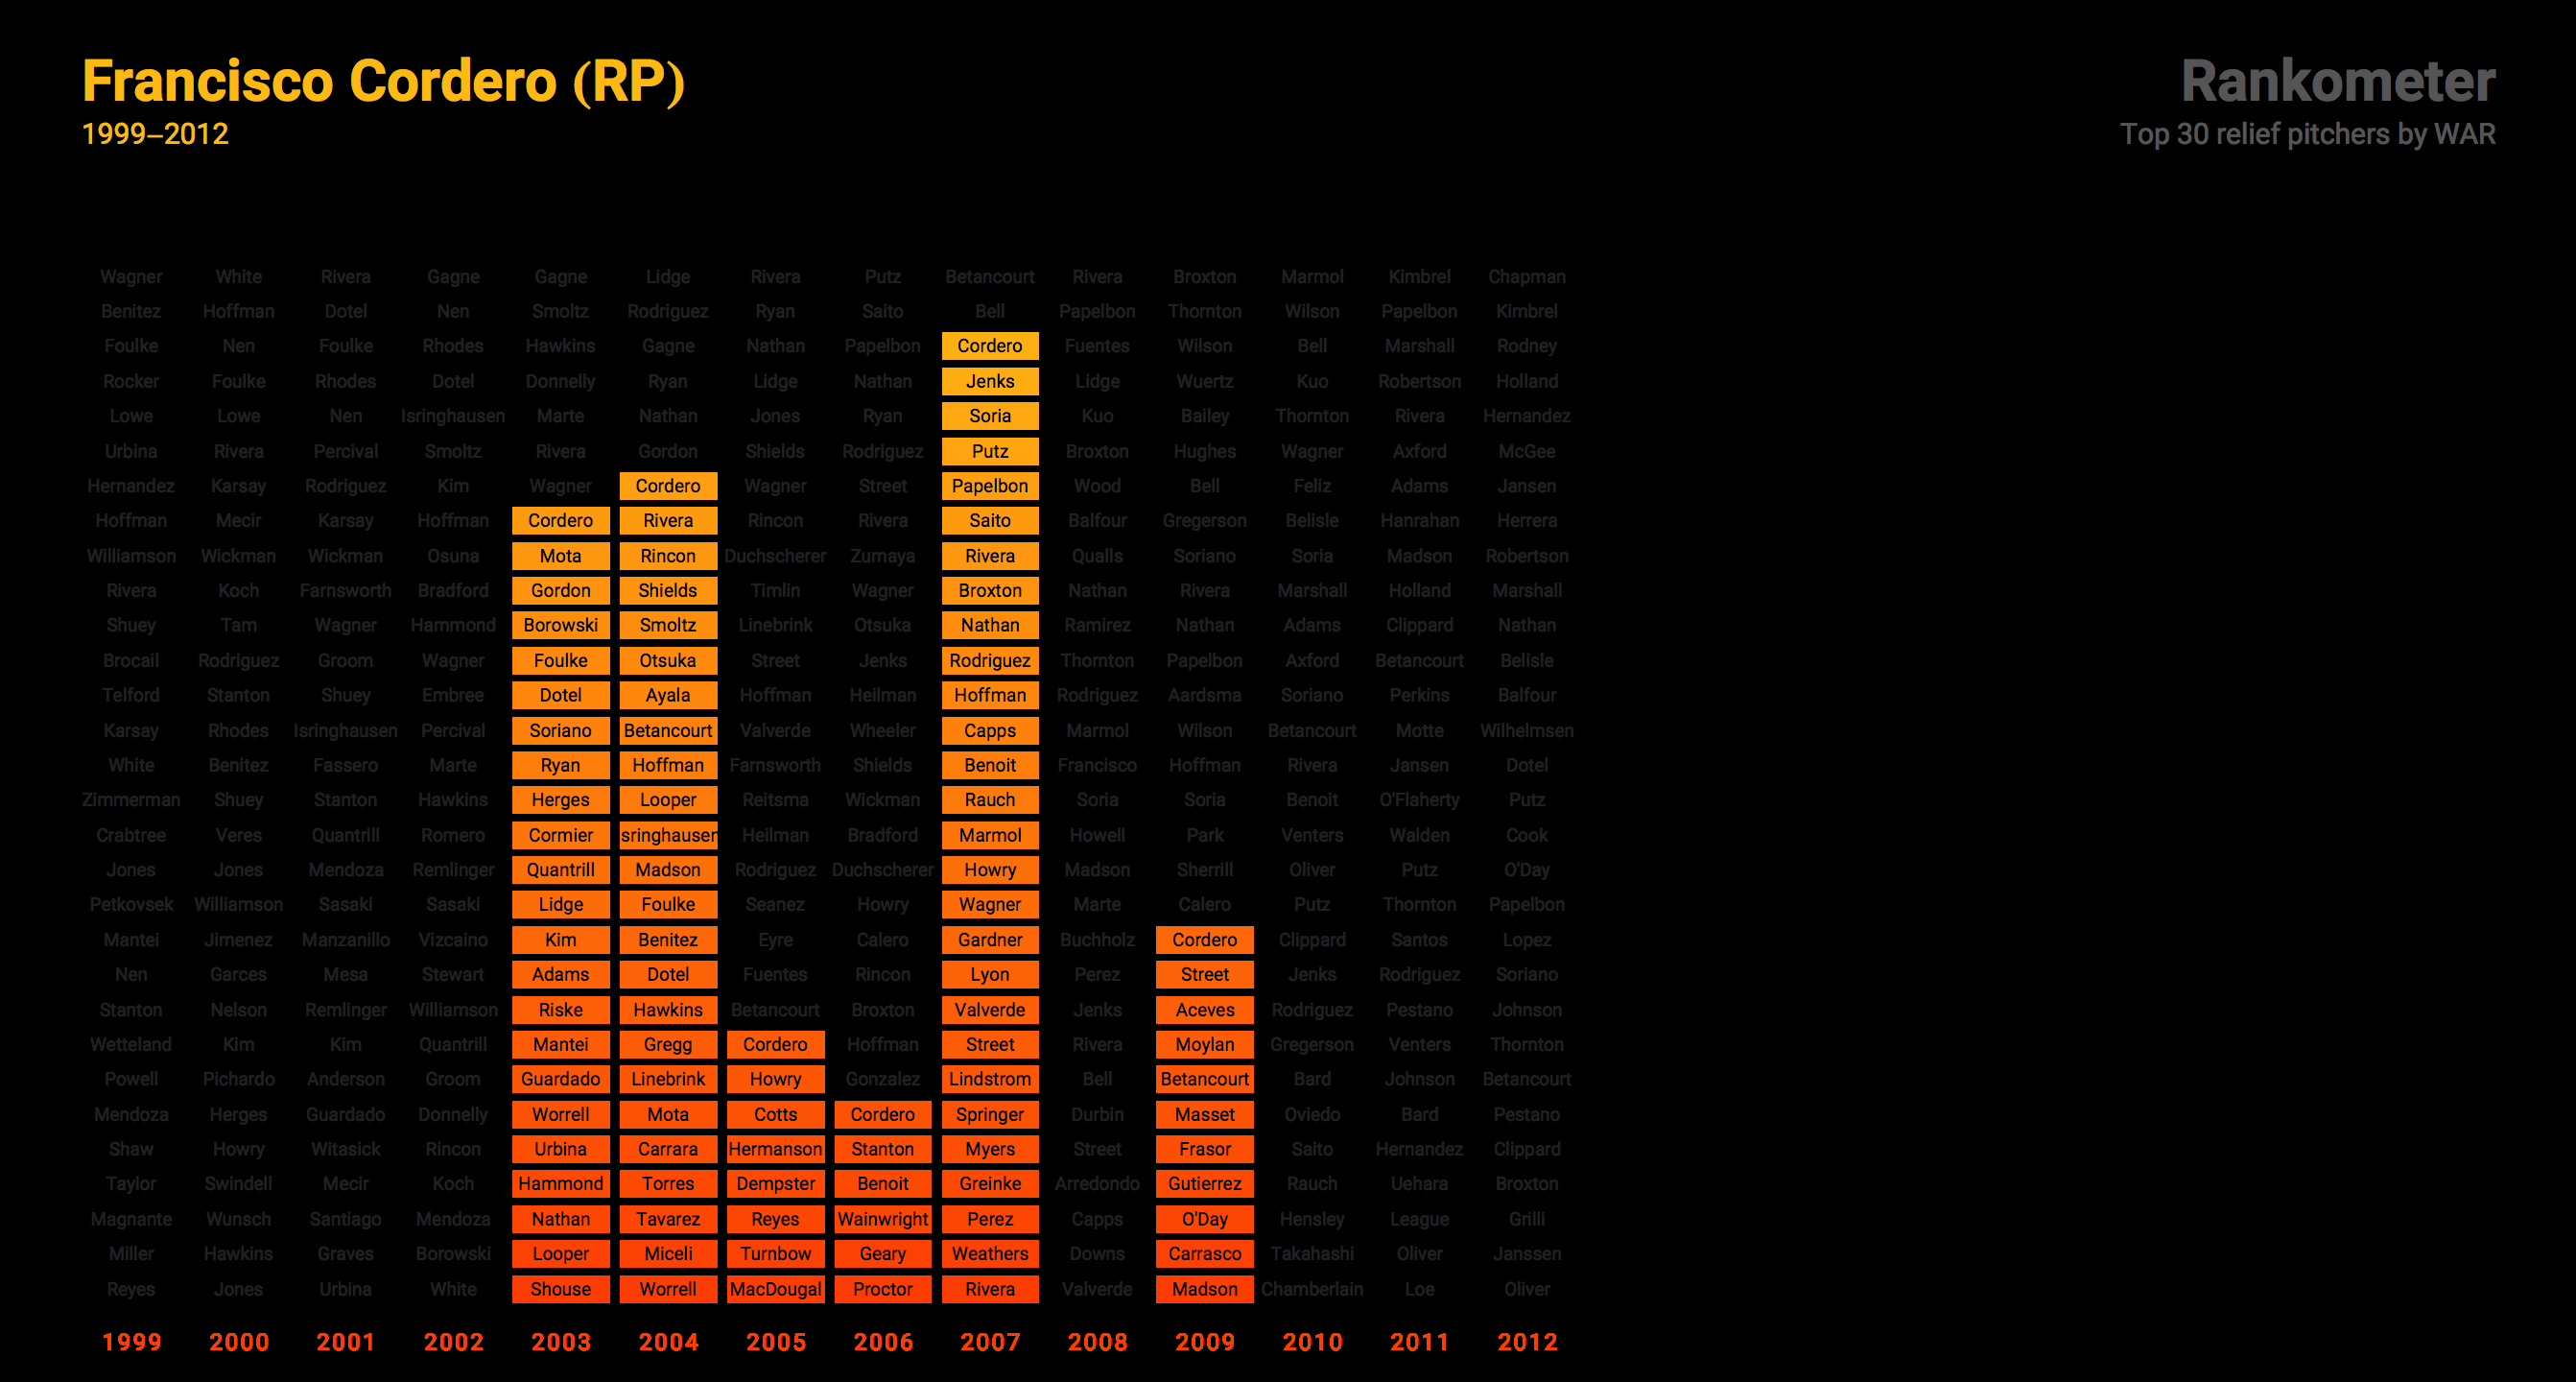 Francisco Cordero (RP)
1999–2012
Rankometer
Top 30 relief pitchers by WAR
Wagner White Rivera Gagne Gagne Lidge Rivera Putz Betancourt Rivera Broxton Marmol Kimbrel Chapman
Benitez Hoffman Dotel Nen Smoltz Rodriguez Ryan Saito Bell Papelbon Thornton Wilson Papelbon Kimbrel
Foulke Nen Foulke Rhodes Hawkins Gagne Nathan Papelbon Cordero Fuentes Wilson Bell Marshall Rodney
Rocker Foulke Rhodes Dotel Donnelly Ryan Lidge Nathan Jenks Lidge Wuertz Kuo Robertson Holland
Lowe Lowe Nen Isringhausen Marte Nathan Jones Ryan Soria Kuo Bailey Thornton Rivera Hernandez
Urbina Rivera Percival Smoltz Rivera Gordon Shields Rodriguez Putz Broxton Hughes Wagner Axford McGee
Hernandez Karsay Rodriguez Kim Wagner Cordero Wagner Street Papelbon Wood Bell Feliz Adams Jansen
Hoffman Mecir Karsay Hoffman Cordero Rivera Rincon Rivera Saito Balfour Gregerson Belisle Hanrahan Herrera
Williamson Wickman Wickman Osuna Mota Rincon Duchscherer Zumaya Rivera Qualls Soriano Soria Madson Robertson
Rivera Koch Farnsworth Bradford Gordon Shields Timlin Wagner Broxton Nathan Rivera Marshall Holland Marshall
Shuey Tam Wagner Hammond Borowski Smoltz Linebrink Otsuka Nathan Ramirez Nathan Adams Clippard Nathan
Brocail Rodriguez Groom Wagner Foulke Otsuka Street Jenks Rodriguez Thornton Papelbon Axford Betancourt Belisle
Telford Stanton Shuey Embree Dotel Ayala Hoffman Heilman Hoffman Rodriguez Aardsma Soriano Perkins Balfour
Karsay Rhodes Isringhausen Percival Soriano Betancourt Valverde Wheeler Capps Marmol Wilson Betancourt Motte Wilhelmsen
White Benitez Fassero Marte Ryan Hoffman Farnsworth Shields Benoit Francisco Hoffman Rivera Jansen Dotel
Zimmerman Shuey Stanton Hawkins Herges Looper Reitsma Wickman Rauch Soria Soria Benoit O'Flaherty Putz
Crabtree Veres Quantrill Romero Cormier sringhausen Heilman Bradford Marmol Howell Park Venters Walden Cook
Jones Jones Mendoza Remlinger Quantrill Madson Rodriguez Duchscherer Howry Madson Sherrill Oliver Putz O'Day
Petkovsek Williamson Sasaki Sasaki Lidge Foulke Seanez Howry Wagner Marte Calero Putz Thornton Papelbon
Mantei Jimenez Manzanillo Vizcaino Kim Benitez Eyre Calero Gardner Buchholz Cordero Clippard Santos Lopez
Nen Garces Mesa Stewart Adams Dotel Fuentes Rincon Lyon Perez Street Jenks Rodriguez Soriano
Stanton Nelson Remlinger Williamson Riske Hawkins Betancourt Broxton Valverde Jenks Aceves Rodriguez Pestano Johnson
Wetteland Kim Kim Quantrill Mantei Gregg Cordero Hoffman Street Rivera Moylan Gregerson Venters Thornton
Powell Pichardo Anderson Groom Guardado Linebrink Howry Gonzalez Lindstrom Bell Betancourt Bard Johnson Betancourt
Mendoza Herges Guardado Donnelly Worrell Mota Cotts Cordero Springer Durbin Masset Oviedo Bard Pestano
Shaw Howry Witasick Rincon Urbina Carrara Hermanson Stanton Myers Street Frasor Saito Hernandez Clippard
Taylor Swindell Mecir Koch Hammond Torres Dempster Benoit Greinke Arredondo Gutierrez Rauch Uehara Broxton
Magnante Wunsch Santiago Mendoza Nathan Tavarez Reyes Wainwright Perez Capps O'Day Hensley League Grilli
Miller Hawkins Graves Borowski Looper Miceli Turnbow Geary Weathers Downs Carrasco Takahashi Oliver Janssen
Reyes Jones Urbina White Shouse Worrell MacDougal Proctor Rivera Valverde Madson Chamberlain Loe Oliver
1999 2000 2001 2002 2003 2004 2005 2006 2007 2008 2009 2010 2011 2012